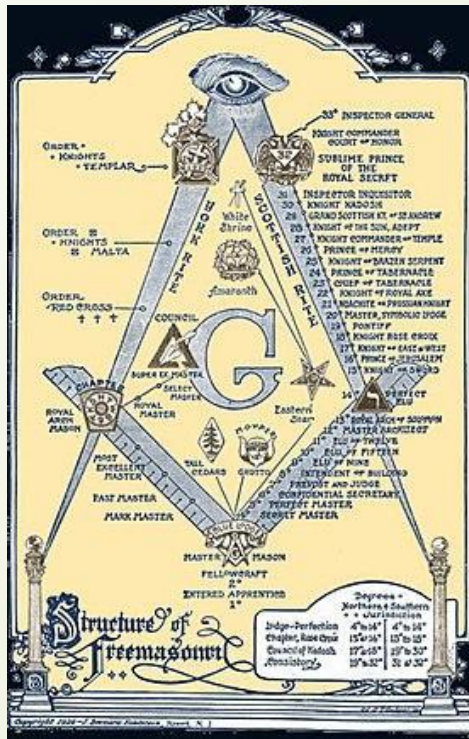 33° INSPECTOR GENERAL
KNIGHT COMMANDER
COURT OF HONOR
32°
SUBLIME PRINCE
OF THE
ROYAL SECRET
ORDER
KNIGHTS
TEMPLAR
YORK RITE
SCOTTISH RITE
White
Shrine
31 INSPECTOR INQUISITOR
30 KNIGHT KADOSH
29 GRAND SCOTTISH KT. OF ST. ANDREW
28 KNIGHT OF THE SUN, ADEPT
27 KNIGHT COMMANDER OF TEMPLE
26 PRINCE OF MERCY
25 KNIGHT OF BRAZEN SERPENT
24 PRINCE OF TABERNACLE
23 CHIEF OF TABERNACLE
22 KNIGHT OF ROYAL AXE
21 NOACHITE OR PRUSSIAN KNIGHT
20 MASTER, SYMBOLIC LODGE
19 PONTIFF
18 KNIGHT ROSE CROIX
17 KNIGHT OF EAST & WEST
16 PRINCE OF JERUSALEM
15 KNIGHT OF SWORD
14° PERFECT
ELU
13° ROYAL ARCH OF SOLOMON
12° MASTER ARCHITECT
11° ELU OF TWELVE
10° ELU OF FIFTEEN
9° ELU OF NINE
8° INTENDENT OF BUILDING
7° PROVOST AND JUDGE
6° CONFIDENTIAL SECRETARY
5° PERFECT MASTER
4° SECRET MASTER
ORDER
KNIGHTS
MALTA
Amaranth
ORDER
RED CROSS
COUNCIL
G
SUPER EX. MASTER
SELECT
MASTER
ROYAL
MASTER
Eastern
Star
CHAPTER
ROYAL
ARCH
MASON
MOST
EXCELLENT
MASTER
PAST MASTER
MARK MASTER
TALL
CEDARS
GROTTO
BLUE LODGE
G
MASTER MASON
3°
FELLOWCRAFT
2°
ENTERED APPRENTICE
1°
Structure of
Freemasonry
Degrees
Northern & Southern
Jurisdiction
Lodge-Perfection 4° to 14° 4° to 14°
Chapter, Rose Croix 15° to 18° 15° to 18°
Council of Kadosh 19° to 30°
Consistory 19° to 32° 31 & 32°